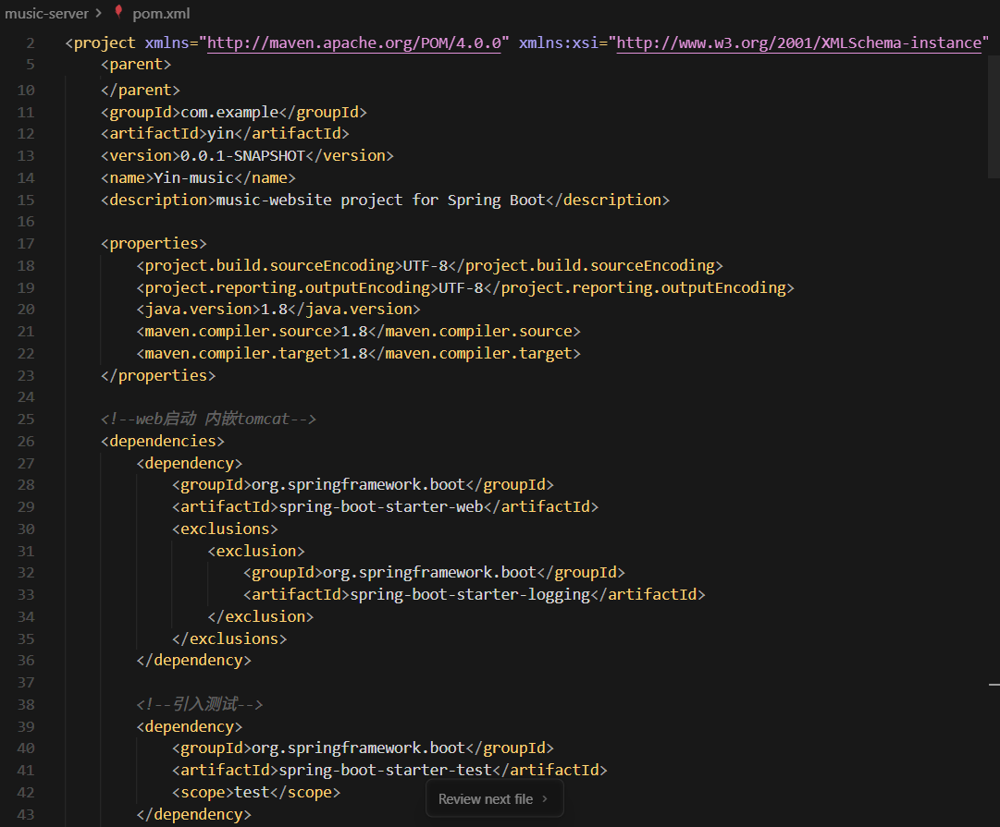 music-server > pom.xml
2 <project xmlns="http://maven.apache.org/POM/4.0.0" xmlns:xsi="http://www.w3.org/2001/XMLSchema-instance"
5 <parent>
10 </parent>
11 <groupId>com.example</groupId>
12 <artifactId>yin</artifactId>
13 <version>0.0.1-SNAPSHOT</version>
14 <name>Yin-music</name>
15 <description>music-website project for Spring Boot</description>
16
17 <properties>
18 <project.build.sourceEncoding>UTF-8</project.build.sourceEncoding>
19 <project.reporting.outputEncoding>UTF-8</project.reporting.outputEncoding>
20 <java.version>1.8</java.version>
21 <maven.compiler.source>1.8</maven.compiler.source>
22 <maven.compiler.target>1.8</maven.compiler.target>
23 </properties>
24
25 <!--web启动 内嵌tomcat-->
26 <dependencies>
27 <dependency>
28 <groupId>org.springframework.boot</groupId>
29 <artifactId>spring-boot-starter-web</artifactId>
30 <exclusions>
31 <exclusion>
32 <groupId>org.springframework.boot</groupId>
33 <artifactId>spring-boot-starter-logging</artifactId>
34 </exclusion>
35 </exclusions>
36 </dependency>
37
38 <!--引入测试-->
39 <dependency>
40 <groupId>org.springframework.boot</groupId>
41 <artifactId>spring-boot-starter-test</artifactId>
42 <scope>test</scope>
Review next file >
43 </dependency>